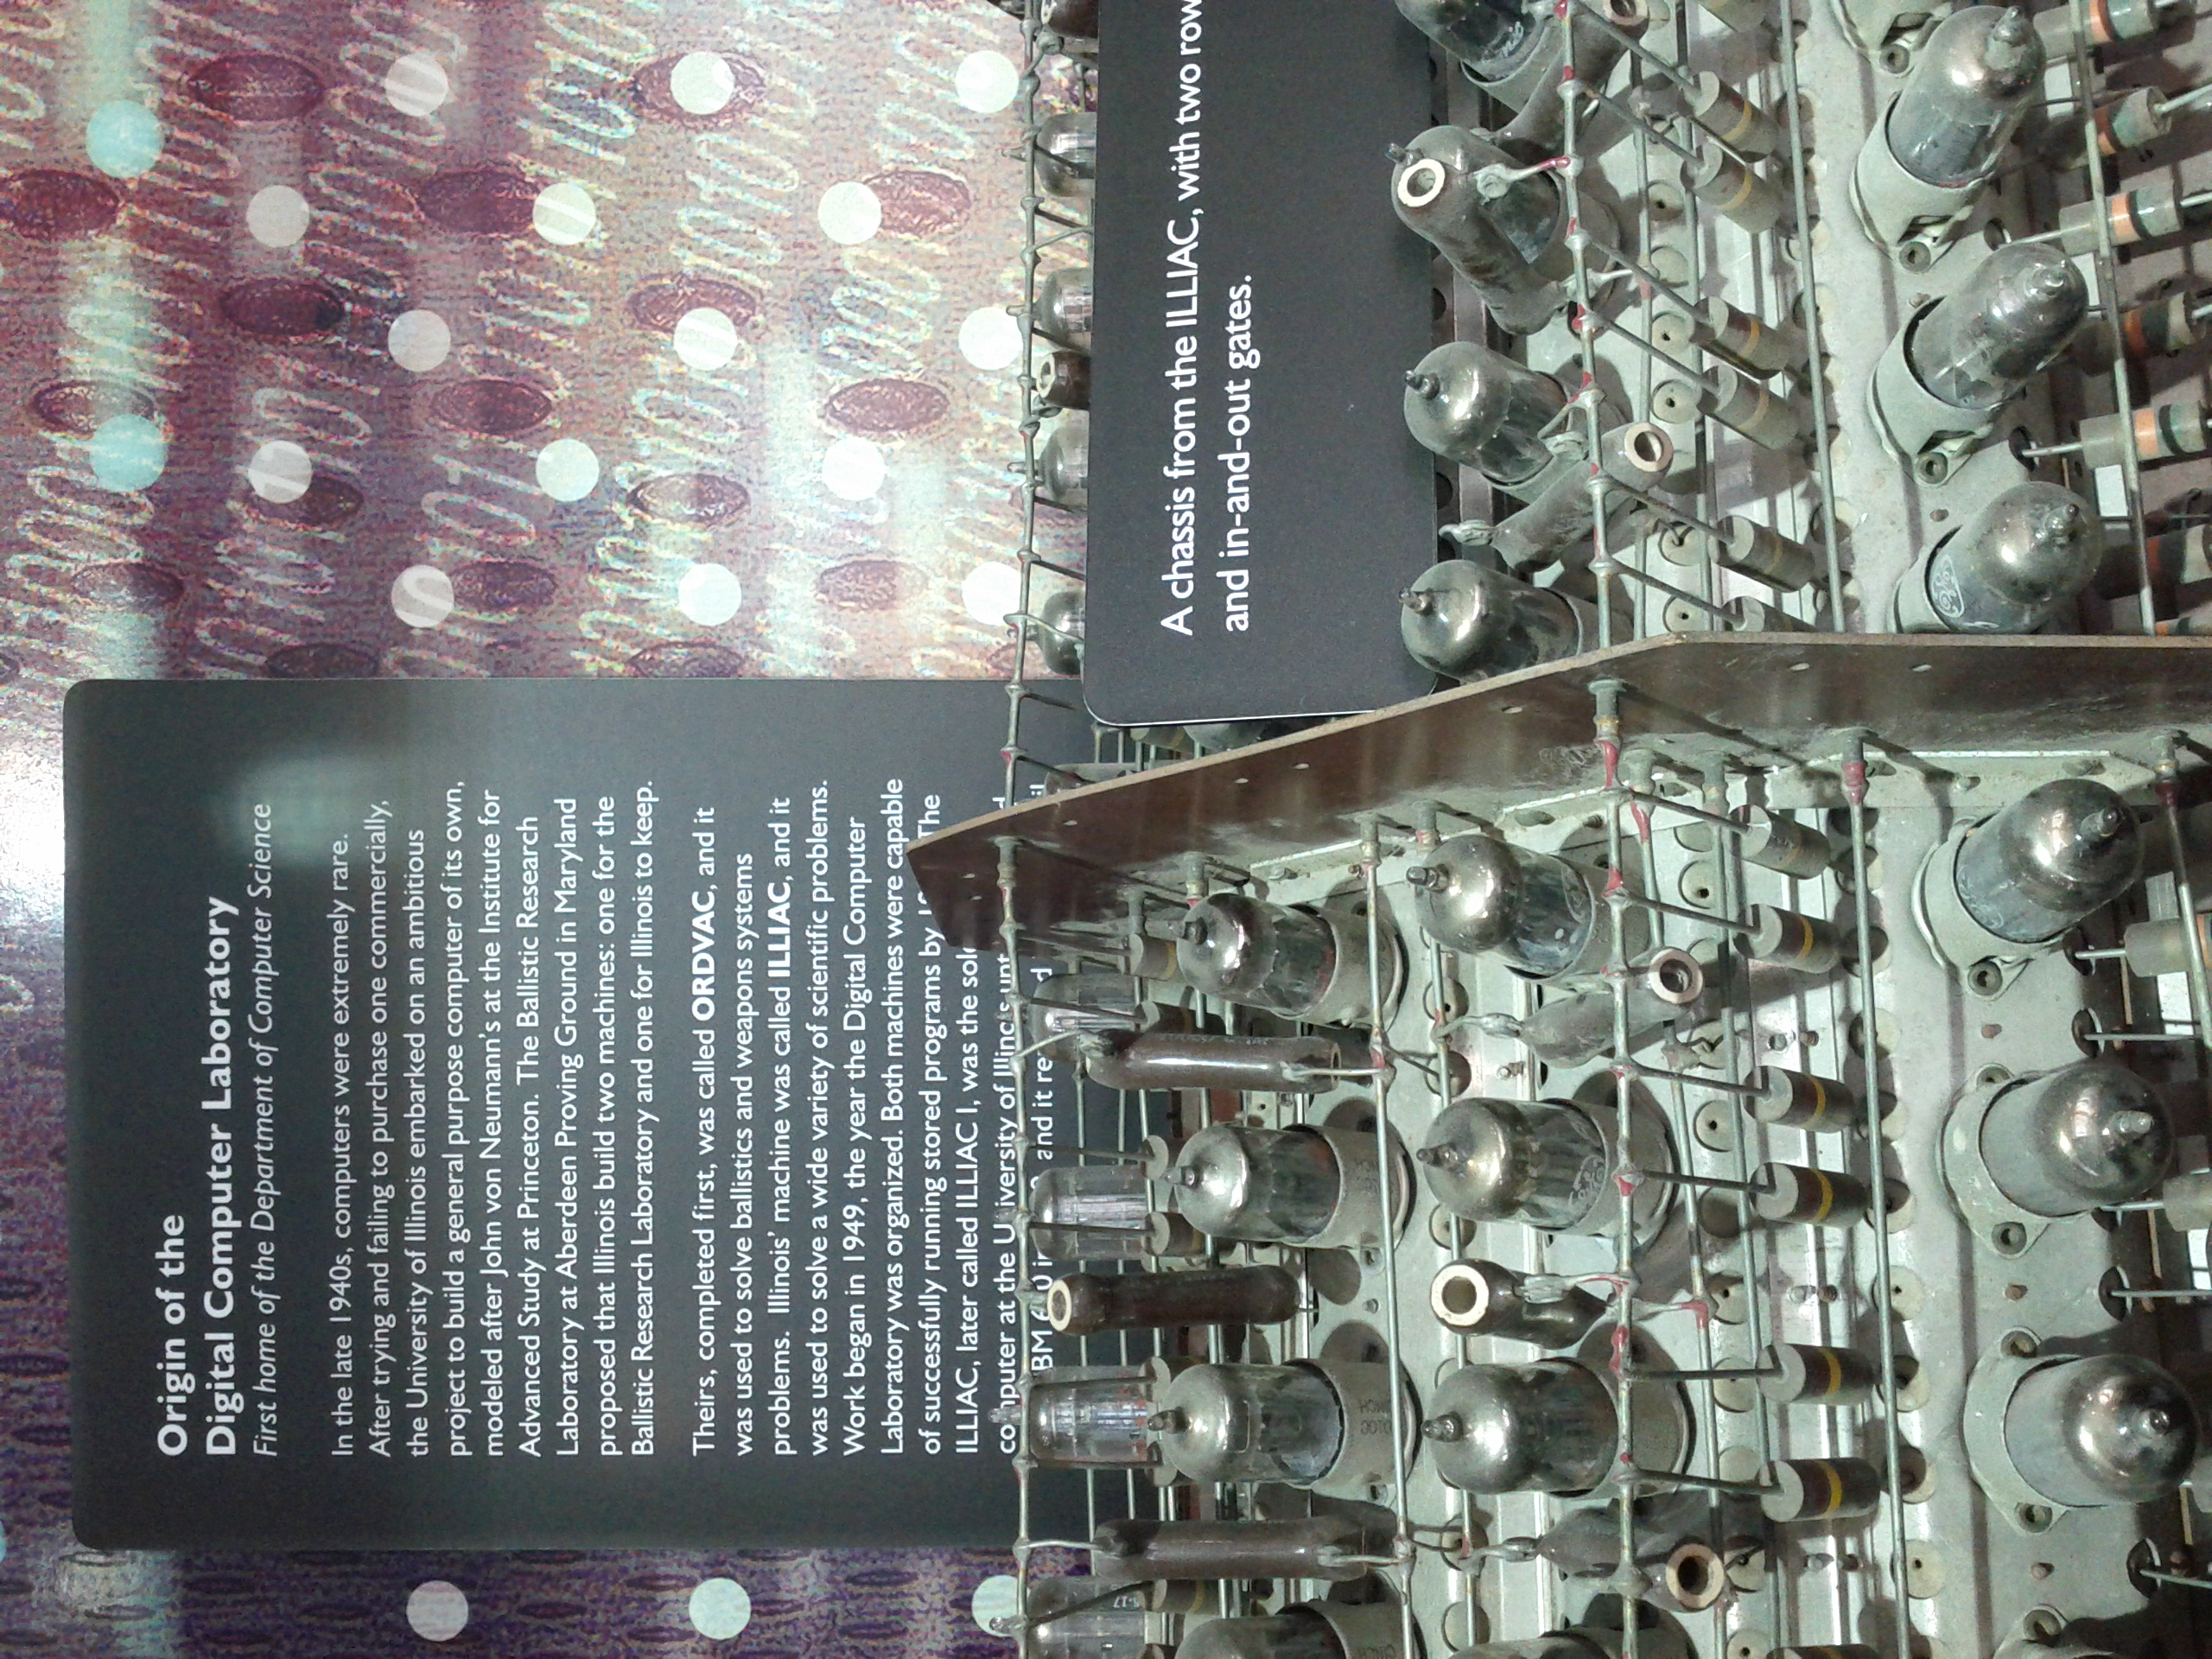 Origin of the
Digital Computer Laboratory
First home of the Department of Computer Science
In the late 1940s, computers were extremely rare.
After trying and failing to purchase one commercially,
the University of Illinois embarked on an ambitious
project to build a general purpose computer of its own,
modeled after John von Neumann's at the Institute for
Advanced Study at Princeton. The Ballistic Research
Laboratory at Aberdeen Proving Ground in Maryland
proposed that Illinois build two machines: one for the
Ballistic Research Laboratory and one for Illinois to keep.
Theirs, completed first, was called ORDVAC, and it
was used to solve ballistics and weapons systems
problems. Illinois' machine was called ILLIAC, and it
was used to solve a wide variety of scientific problems.
Work began in 1949, the year the Digital Computer
Laboratory was organized. Both machines were capable
of successfully running stored programs by The
ILLIAC, later called ILLIAC I, was the
computer at the University of Illinois
and it
A chassis from the ILLIAC, with two
and in-and-out gates.